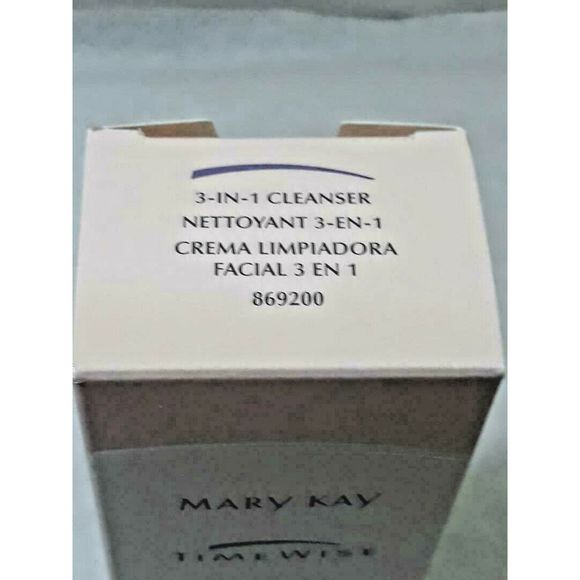 3-IN-1 CLEANSER
NETTOYANT 3-EN-1
CREMA LIMPIADORA
FACIAL 3 EN 1
869200
MARY KAY
TIMEWISE